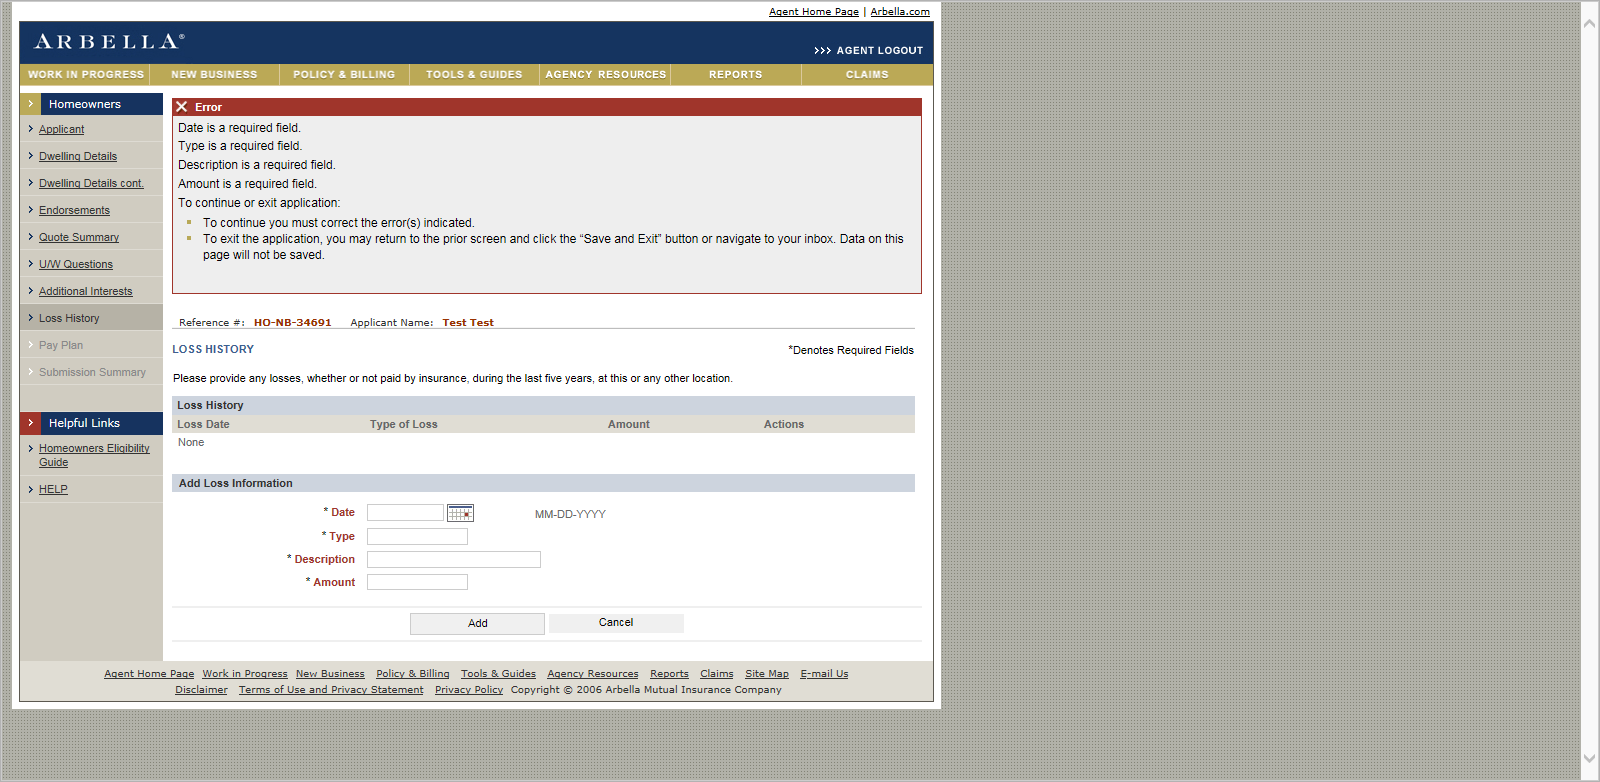 Agent Home Page | Arbella.com
ARBELLA®
>>> AGENT LOGOUT
WORK IN PROGRESS NEW BUSINESS POLICY & BILLING TOOLS & GUIDES AGENCY RESOURCES REPORTS CLAIMS
Homeowners
Applicant
Dwelling Details
Dwelling Details cont.
Endorsements
Quote Summary
U/W Questions
Additional Interests
Loss History
Pay Plan
Submission Summary
Helpful Links
Homeowners Eligibility
Guide
HELP
Error
Date is a required field.
Type is a required field.
Description is a required field.
Amount is a required field.
To continue or exit application:
To continue you must correct the error(s) indicated.
To exit the application, you may return to the prior screen and click the “Save and Exit” button or navigate to your inbox. Data on this
page will not be saved.
Reference #: HO-NB-34691 Applicant Name: Test Test
LOSS HISTORY
*Denotes Required Fields
Please provide any losses, whether or not paid by insurance, during the last five years, at this or any other location.
Loss History
Loss Date Type of Loss Amount Actions
None
Add Loss Information
* Date MM-DD-YYYY
* Type
* Description
* Amount
Add Cancel
Agent Home Page Work in Progress New Business Policy & Billing Tools & Guides Agency Resources Reports Claims Site Map E-mail Us
Disclaimer Terms of Use and Privacy Statement Privacy Policy Copyright © 2006 Arbella Mutual Insurance Company